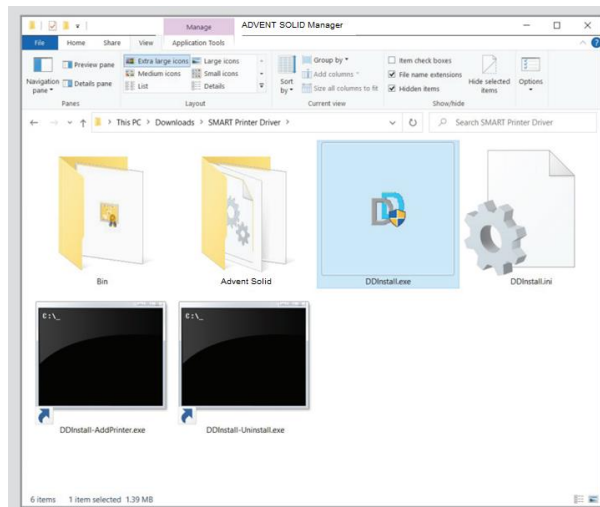 Manage
ADVENT SOLID Manager
File
Home
Share
View
Application Tools
Navigation pane
Preview pane
Details pane
Panes
Extra large icons
Large icons
Medium icons
Small icons
List
Details
Layout
Sort by
Group by
Add columns
Size all columns to fit
Current view
Item check boxes
File name extensions
Hidden items
Hide selected items
Show/hide
Options
This PC > Downloads > SMART Printer Driver >
Search SMART Printer Driver
Bin
Advent Solid
DDInstall.exe
DDInstall.ini
C:\_
C:\_
DDInstall-AddPrinter.exe
DDInstall-Uninstall.exe
6 items
1 item selected 1.39 MB